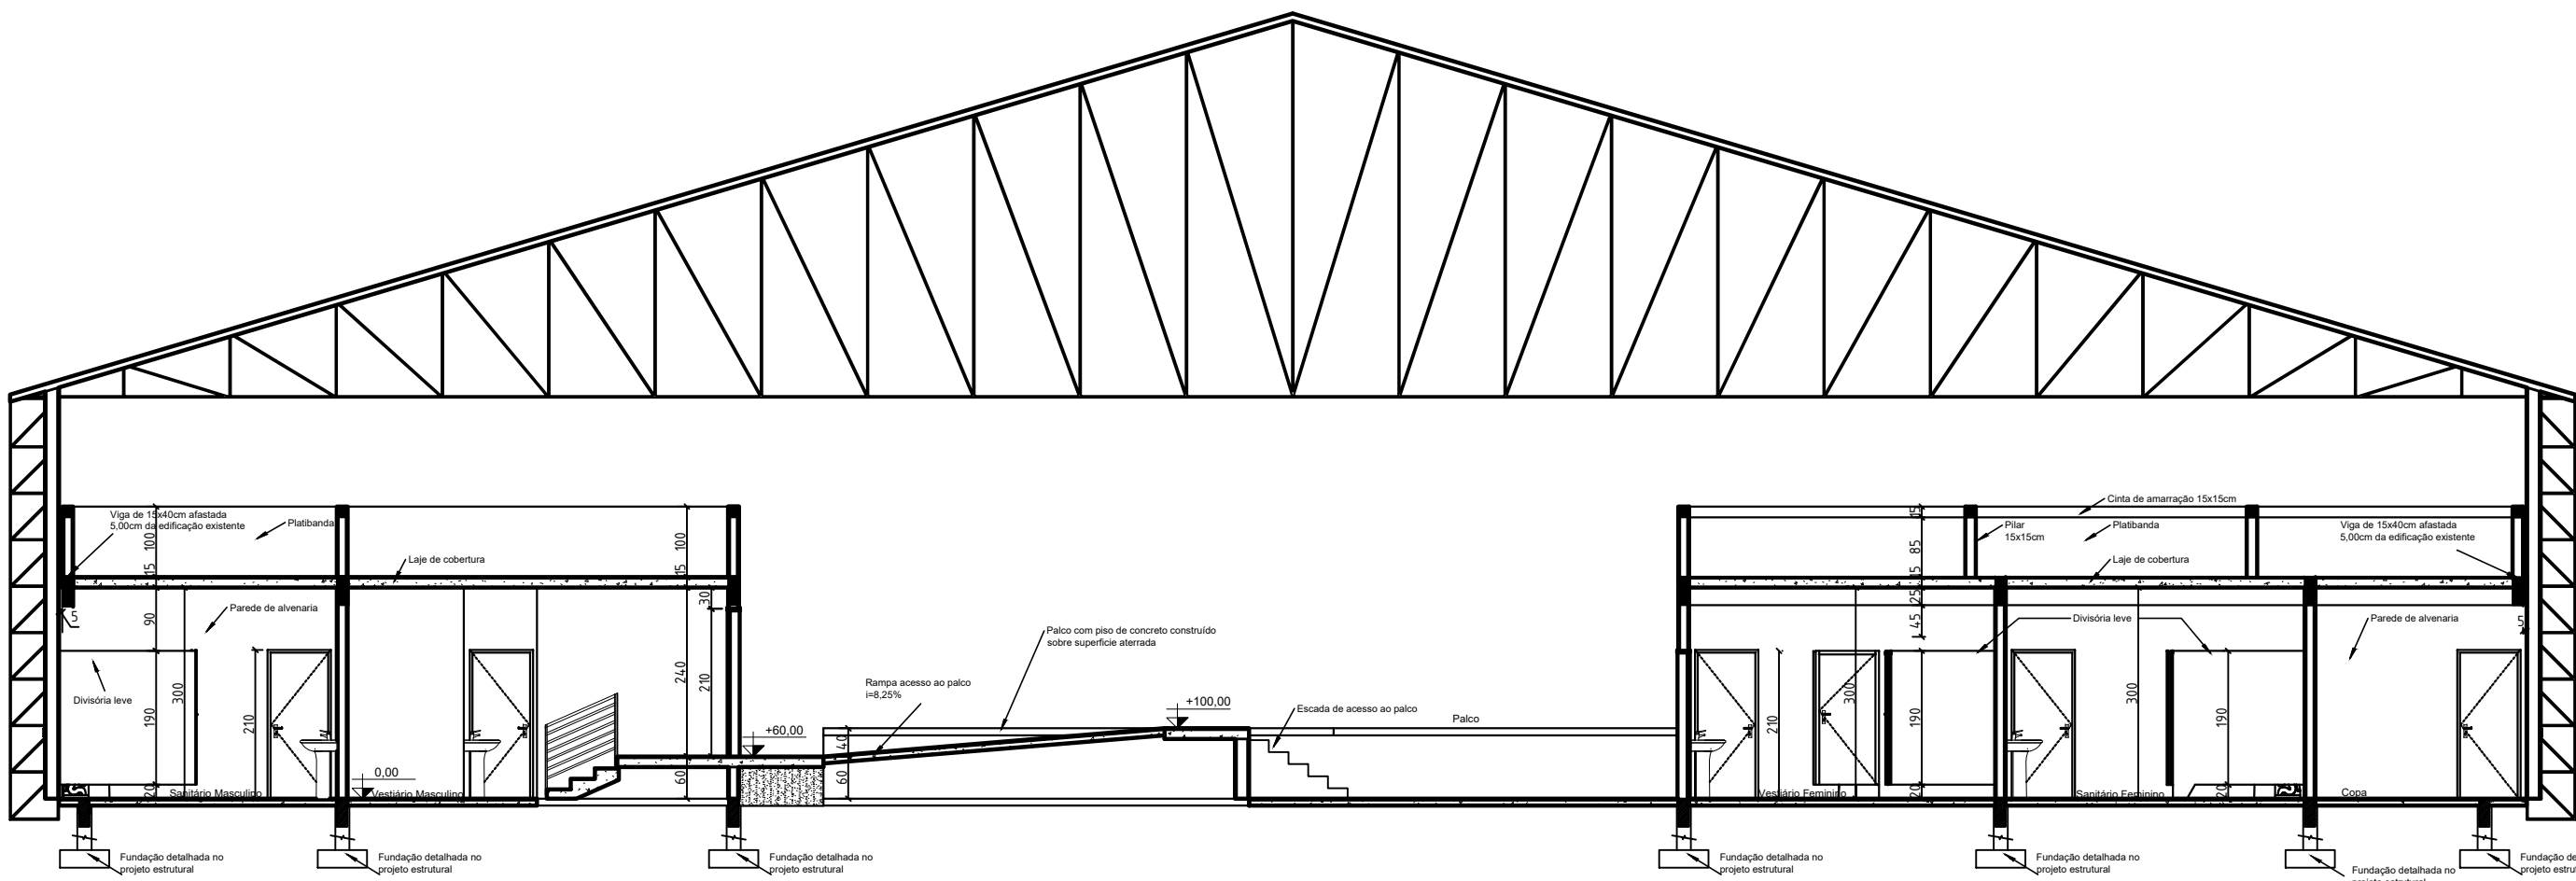 Viga de 15x40cm afastada
5,00cm da edificação existente
Platibanda
Laje de cobertura
Parede de alvenaria
Divisória leve
100
15
90
190
20
300
210
5
Sanitário Masculino
0,00
Vestiário Masculino
100
15
30
240
210
60
+60,00
40
60
Rampa acesso ao palco
i=8,25%
Palco com piso de concreto construído
sobre superficie aterrada
+100,00
Escada de acesso ao palco
Palco
Cinta de amarração 15x15cm
Pilar
15x15cm
Platibanda
Viga de 15x40cm afastada
5,00cm da edificação existente
Laje de cobertura
Divisória leve
Parede de alvenaria
15
85
15
25
45
190
20
210
300
300
190
20
5
Vestiário Feminino
Sanitário Feminino
Copa
Fundação detalhada no
projeto estrutural
Fundação detalhada no
projeto estrutural
Fundação detalhada no
projeto estrutural
Fundação detalhada no
projeto estrutural
Fundação detalhada no
projeto estrutural
Fundação detalhada no
projeto estrutural
Fundação de
projeto estrut